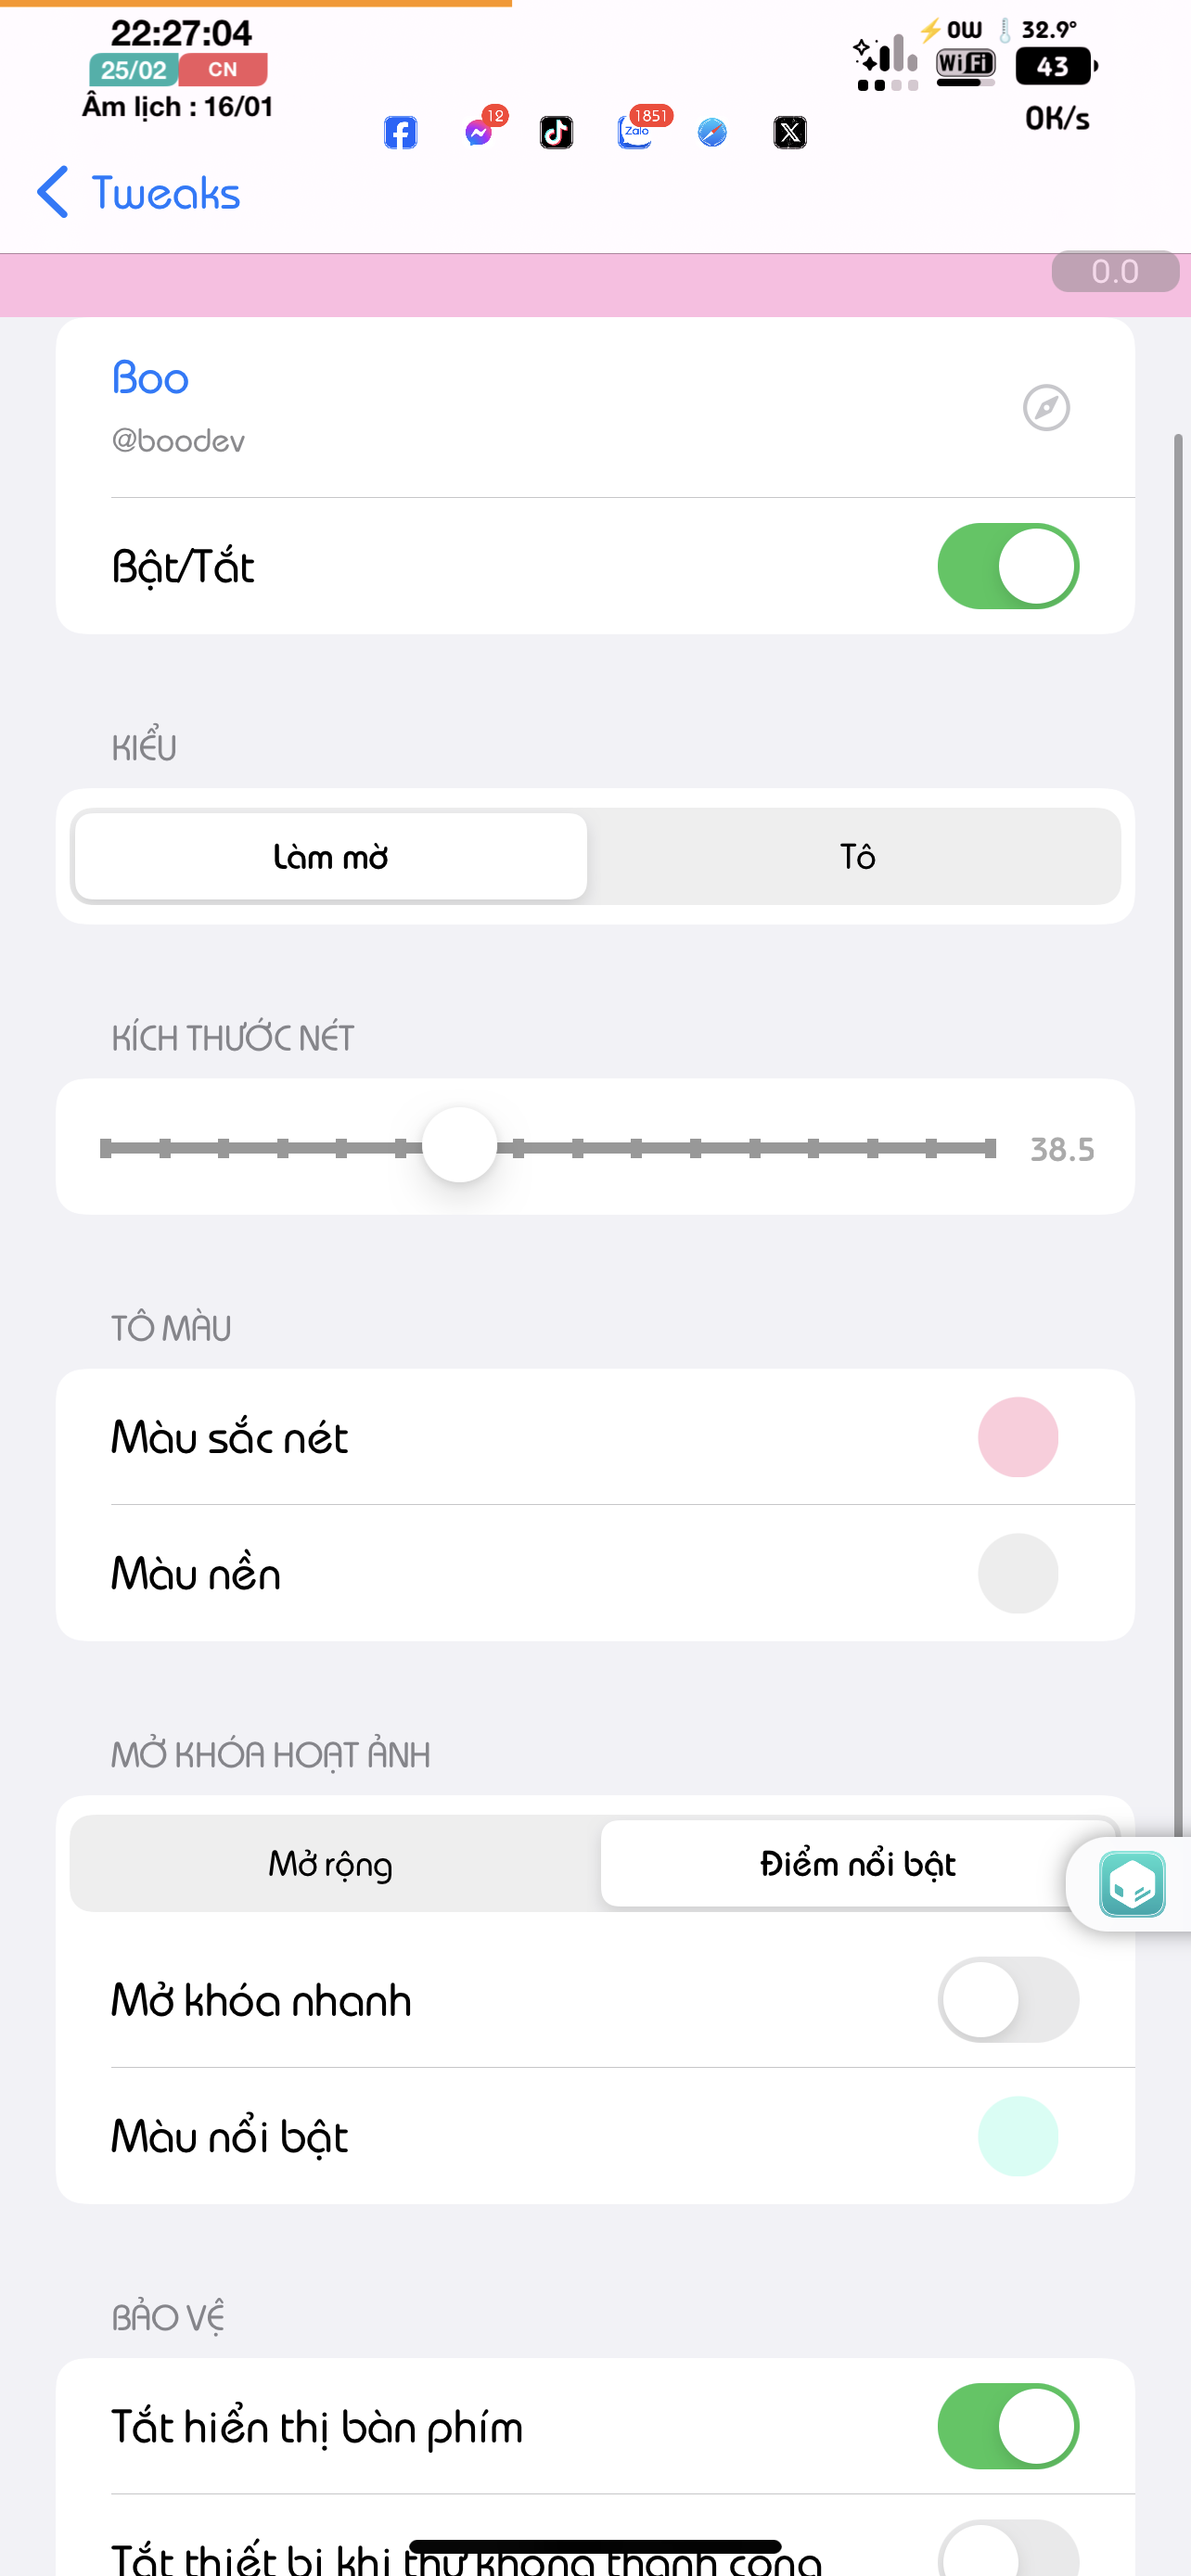 22:27:04
25/02 CN
Âm lịch : 16/01
0W 32.9°
WiFi 43
0K/s
12
1851
Zalo
Tweaks
0.0
Boo
@boodev
Bật/Tắt
KIỂU
Làm mờ
Tô
KÍCH THƯỚC NÉT
38.5
TÔ MÀU
Màu sắc nét
Màu nền
MỞ KHÓA HOẠT ẢNH
Mở rộng
Điểm nổi bật
Mở khóa nhanh
Màu nổi bật
BẢO VỆ
Tắt hiển thị bàn phím
Tắt thiết bị khi thử không thành công